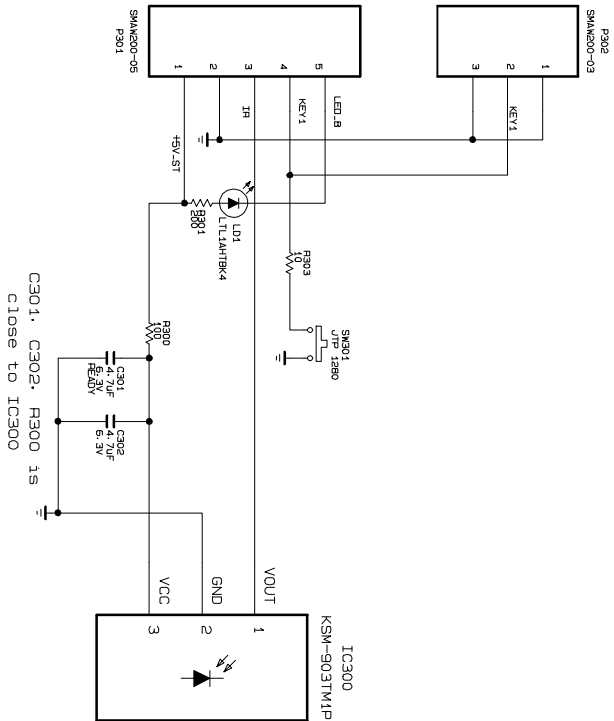 P302
SMAW200-03
1
2
3
KEY1
SMAW200-05
P301
1
2
3
4
5
+5V_ST
IR
KEY1
LED_B
R301
200
LD1
LTL1AHTBK4
R303
10
SW301
JTP 1280
R300
100
C301
4.7uF
6.3V
READY
C302
4.7uF
6.3V
C301, C302, R300 is
close to IC300
VOUT
GND
VCC
1
2
3
IC300
KSM-903TM1P